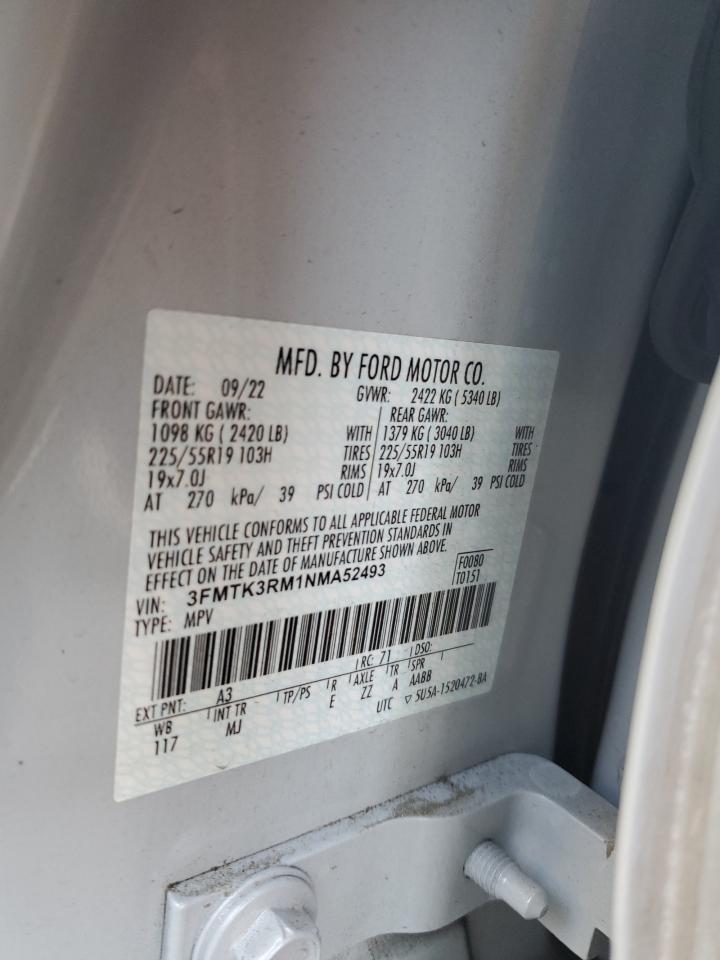 MFD. BY FORD MOTOR CO.
DATE: 09/22 GVWR: 2422 KG ( 5340 LB)
FRONT GAWR: REAR GAWR:
1098 KG ( 2420 LB) WITH 1379 KG ( 3040 LB) WITH
225/55R19 103H TIRES 225/55R19 103H TIRES
19x7.0J RIMS 19x7.0J RIMS
AT 270 kPa/ 39 PSI COLD AT 270 kPa/ 39 PSI COLD
THIS VEHICLE CONFORMS TO ALL APPLICABLE FEDERAL MOTOR
VEHICLE SAFETY AND THEFT PREVENTION STANDARDS IN
EFFECT ON THE DATE OF MANUFACTURE SHOWN ABOVE.
VIN: 3FMTK3RM1NMA52493 F0080
TYPE: MPV T0151
EXT PNT: A3 RC: 71 DSO:
WB INT TR TP/PS R AXLE TR SPR
117 MJ E ZZ A AABB
UTC ▽ 5U5A-1520472-BA